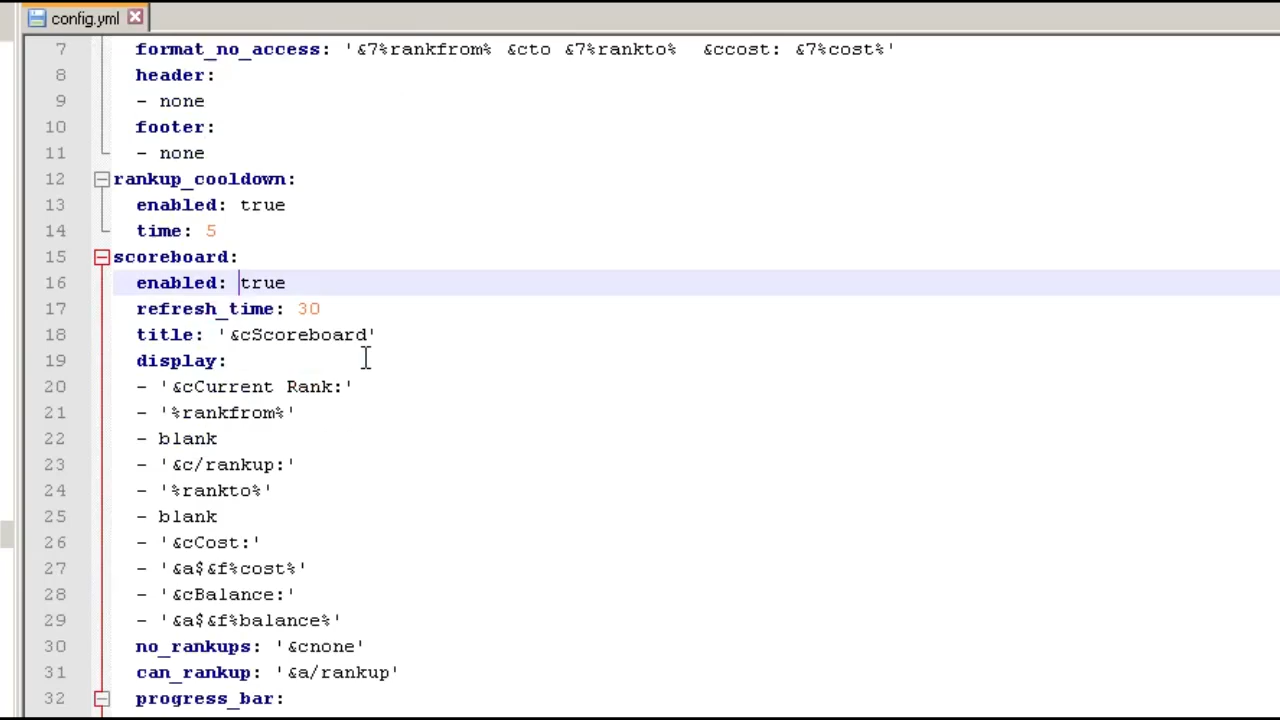 config.yml
7 format_no_access: '&7%rankfrom% &cto &7%rankto%  &ccost: &7%cost%'
8 header:
9 - none
10 footer:
11 - none
12 rankup_cooldown:
13 enabled: true
14 time: 5
15 scoreboard:
16 enabled: true
17 refresh_time: 30
18 title: '&cScoreboard'
19 display:
20 - '&cCurrent Rank:'
21 - '%rankfrom%'
22 - blank
23 - '&c/rankup:'
24 - '%rankto%'
25 - blank
26 - '&cCost:'
27 - '&a$&f%cost%'
28 - '&cBalance:'
29 - '&a$&f%balance%'
30 no_rankups: '&cnone'
31 can_rankup: '&a/rankup'
32 progress_bar: